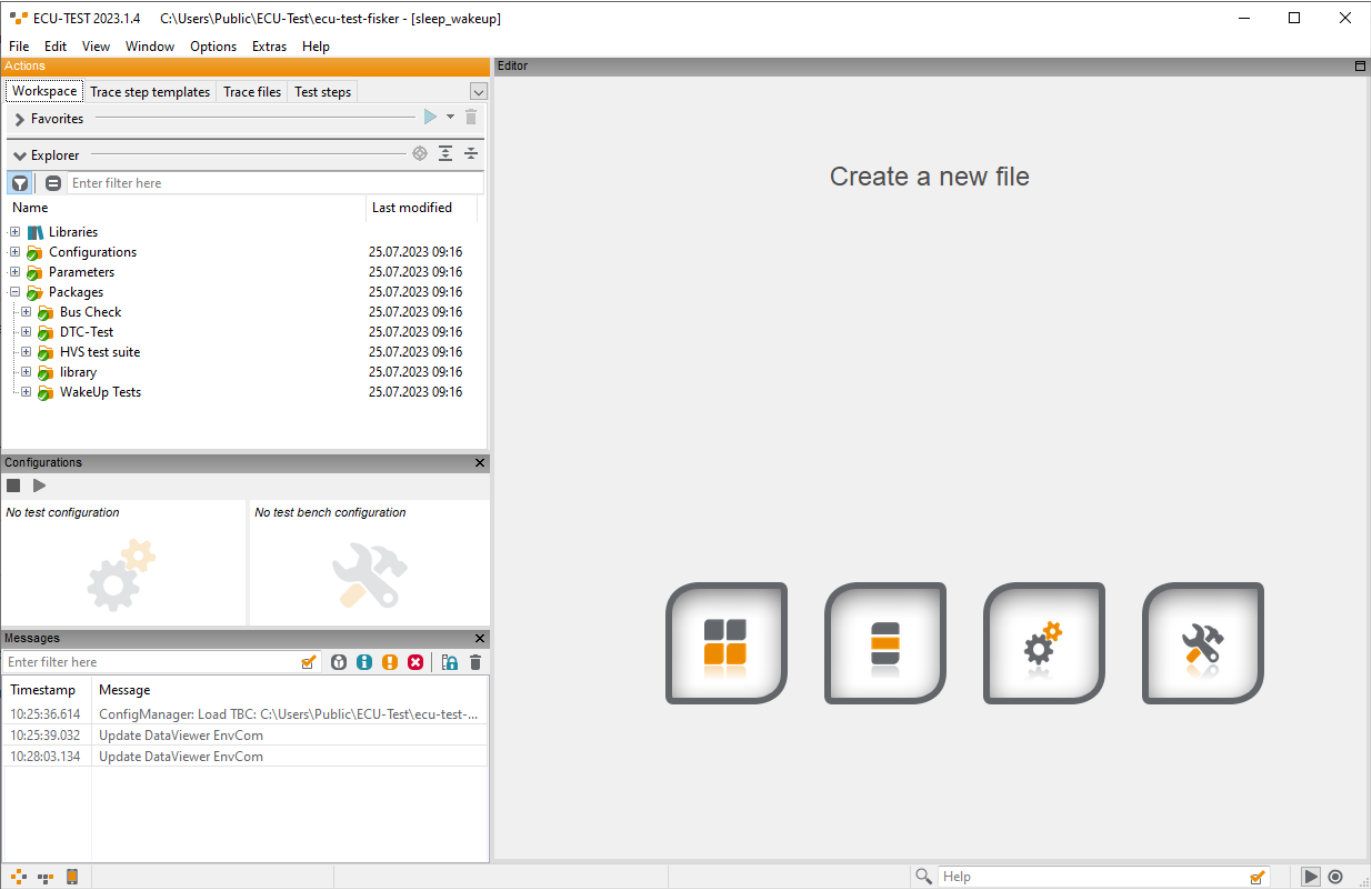 ECU-TEST 2023.1.4 C:\Users\Public\ECU-Test\ecu-test-fisker - [sleep_wakeup]
File Edit View Window Options Extras Help
Actions
Editor
Workspace Trace step templates Trace files Test steps
Favorites
Explorer
Enter filter here
Name Last modified
Libraries
Configurations 25.07.2023 09:16
Parameters 25.07.2023 09:16
Packages 25.07.2023 09:16
Bus Check 25.07.2023 09:16
DTC-Test 25.07.2023 09:16
HVS test suite 25.07.2023 09:16
library 25.07.2023 09:16
WakeUp Tests 25.07.2023 09:16
Create a new file
Configurations
No test configuration
No test bench configuration
Messages
Enter filter here
Timestamp Message
10:25:36.614 ConfigManager: Load TBC: C:\Users\Public\ECU-Test\ecu-test-...
10:25:39.032 Update DataViewer EnvCom
10:28:03.134 Update DataViewer EnvCom
Help